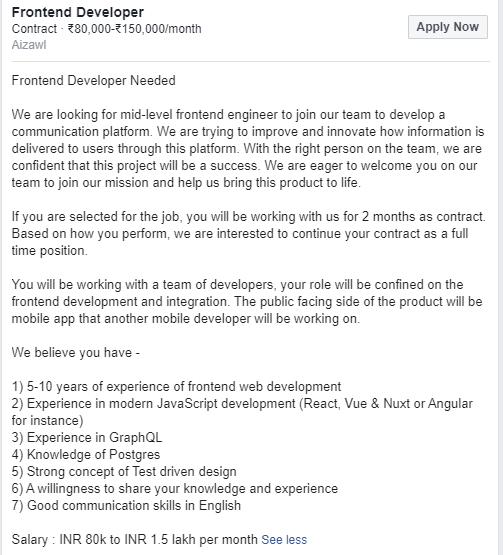 Frontend Developer
Contract · ₹80,000-₹150,000/month
Aizawl
Apply Now
Frontend Developer Needed
We are looking for mid-level frontend engineer to join our team to develop a
communication platform. We are trying to improve and innovate how information is
delivered to users through this platform. With the right person on the team, we are
confident that this project will be a success. We are eager to welcome you on our
team to join our mission and help us bring this product to life.
If you are selected for the job, you will be working with us for 2 months as contract.
Based on how you perform, we are interested to continue your contract as a full
time position.
You will be working with a team of developers, your role will be confined on the
frontend development and integration. The public facing side of the product will be
mobile app that another mobile developer will be working on.
We believe you have -
1) 5-10 years of experience of frontend web development
2) Experience in modern JavaScript development (React, Vue & Nuxt or Angular
for instance)
3) Experience in GraphQL
4) Knowledge of Postgres
5) Strong concept of Test driven design
6) A willingness to share your knowledge and experience
7) Good communication skills in English
Salary : INR 80k to INR 1.5 lakh per month See less